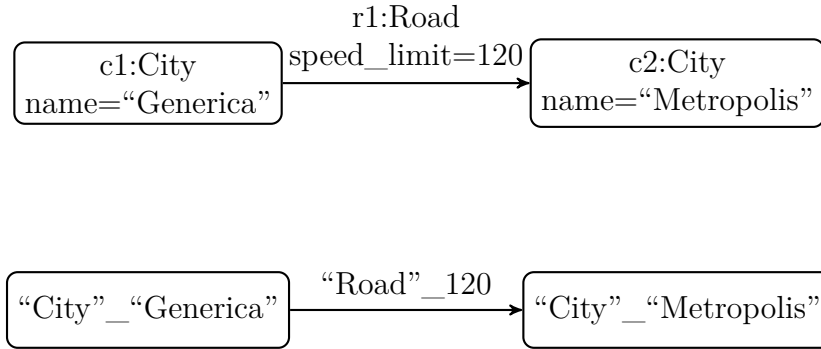 r1:Road
speed_limit=120
c1:City
name=“Generica”
c2:City
name=“Metropolis”
“City”_“Generica”
“Road”_120
“City”_“Metropolis”